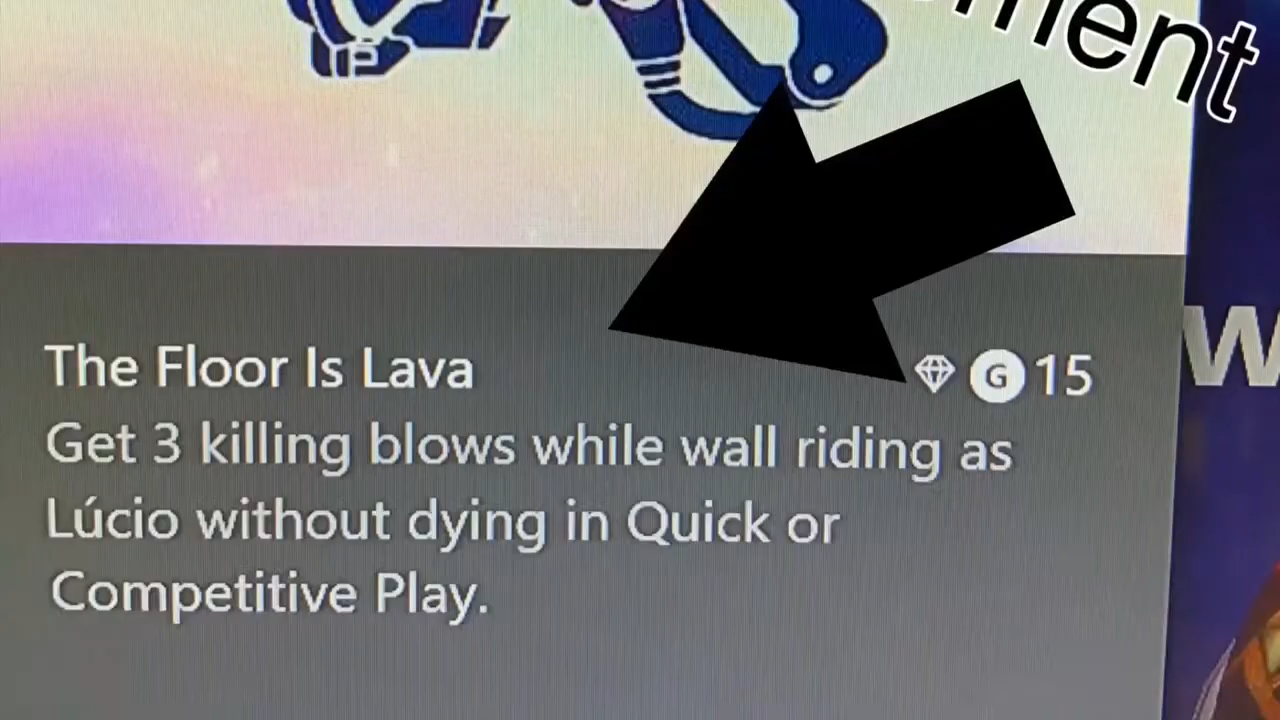 ment
The Floor Is Lava
G 15
W
Get 3 killing blows while wall riding as
Lúcio without dying in Quick or
Competitive Play.